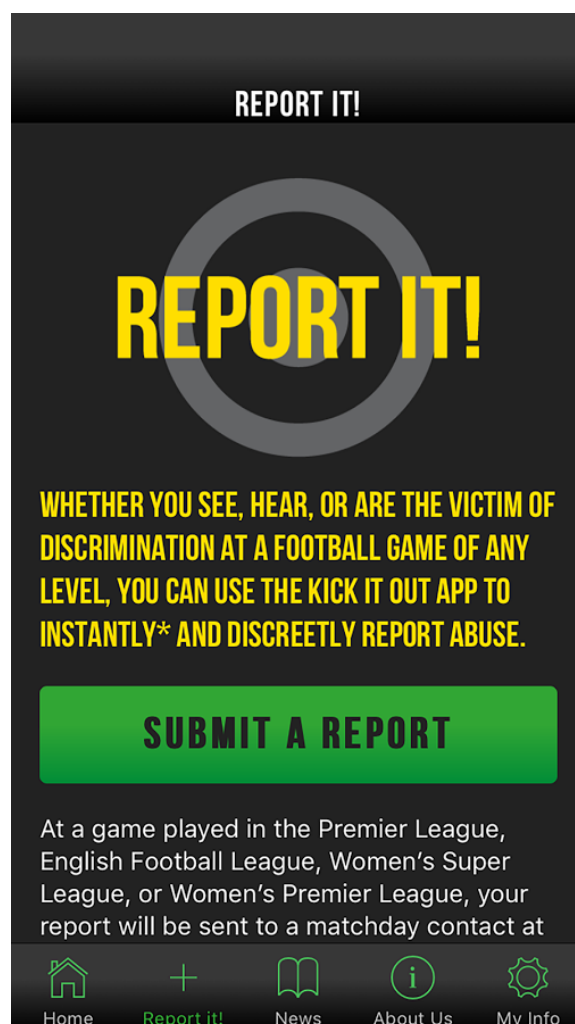 REPORT IT!
REPORT IT!
WHETHER YOU SEE, HEAR, OR ARE THE VICTIM OF
DISCRIMINATION AT A FOOTBALL GAME OF ANY
LEVEL, YOU CAN USE THE KICK IT OUT APP TO
INSTANTLY* AND DISCREETLY REPORT ABUSE.
SUBMIT A REPORT
At a game played in the Premier League,
English Football League, Women's Super
League, or Women's Premier League, your
report will be sent to a matchday contact at
Home Report it! News About Us My Info